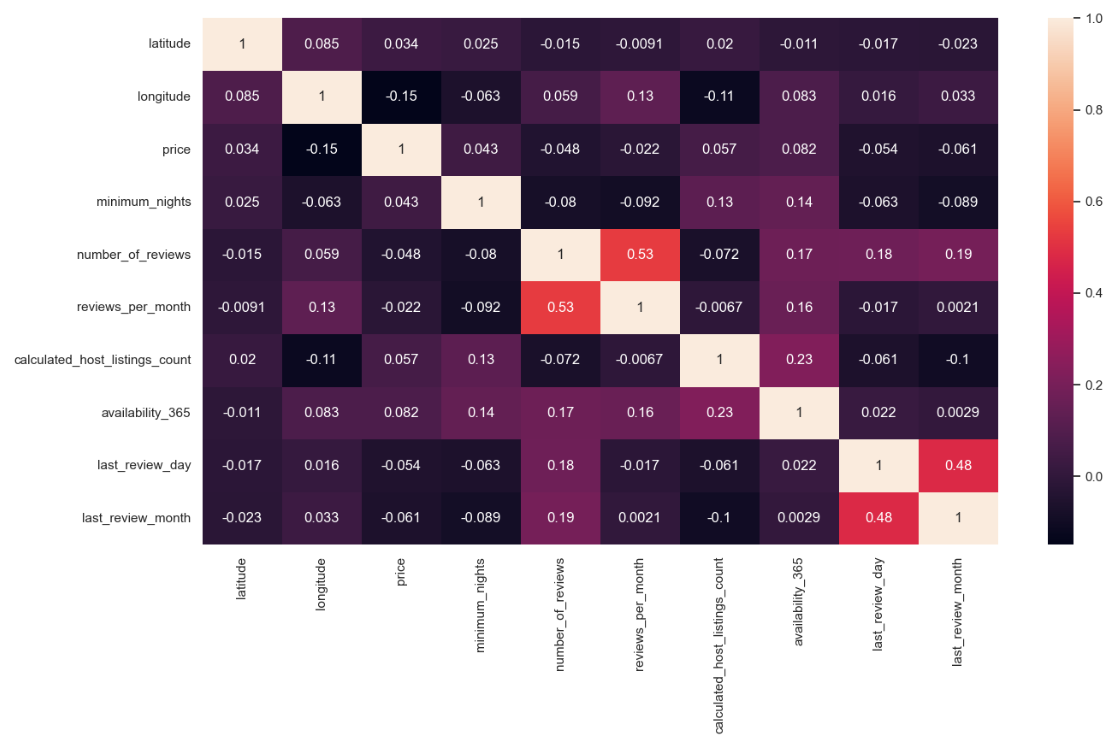 latitude 1 0.085 0.034 0.025 -0.015 -0.0091 0.02 -0.011 -0.017 -0.023
longitude 0.085 1 -0.15 -0.063 0.059 0.13 -0.11 0.083 0.016 0.033
price 0.034 -0.15 1 0.043 -0.048 -0.022 0.057 0.082 -0.054 -0.061
minimum_nights 0.025 -0.063 0.043 1 -0.08 -0.092 0.13 0.14 -0.063 -0.089
number_of_reviews -0.015 0.059 -0.048 -0.08 1 0.53 -0.072 0.17 0.18 0.19
reviews_per_month -0.0091 0.13 -0.022 -0.092 0.53 1 -0.0067 0.16 -0.017 0.0021
calculated_host_listings_count 0.02 -0.11 0.057 0.13 -0.072 -0.0067 1 0.23 -0.061 -0.1
availability_365 -0.011 0.083 0.082 0.14 0.17 0.16 0.23 1 0.022 0.0029
last_review_day -0.017 0.016 -0.054 -0.063 0.18 -0.017 -0.061 0.022 1 0.48
last_review_month -0.023 0.033 -0.061 -0.089 0.19 0.0021 -0.1 0.0029 0.48 1
latitude
longitude
price
minimum_nights
number_of_reviews
reviews_per_month
calculated_host_listings_count
availability_365
last_review_day
last_review_month
1.0
0.8
0.6
0.4
0.2
0.0